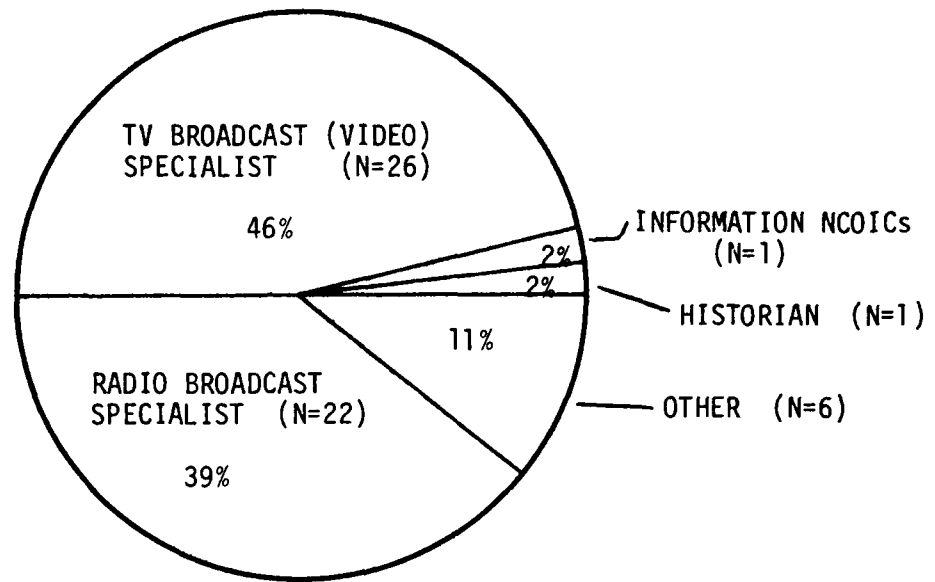 TV BROADCAST (VIDEO)
SPECIALIST (N=26)
46%
INFORMATION NCOICs
(N=1)
2%
2%
HISTORIAN (N=1)
11%
OTHER (N=6)
RADIO BROADCAST
SPECIALIST (N=22)
39%